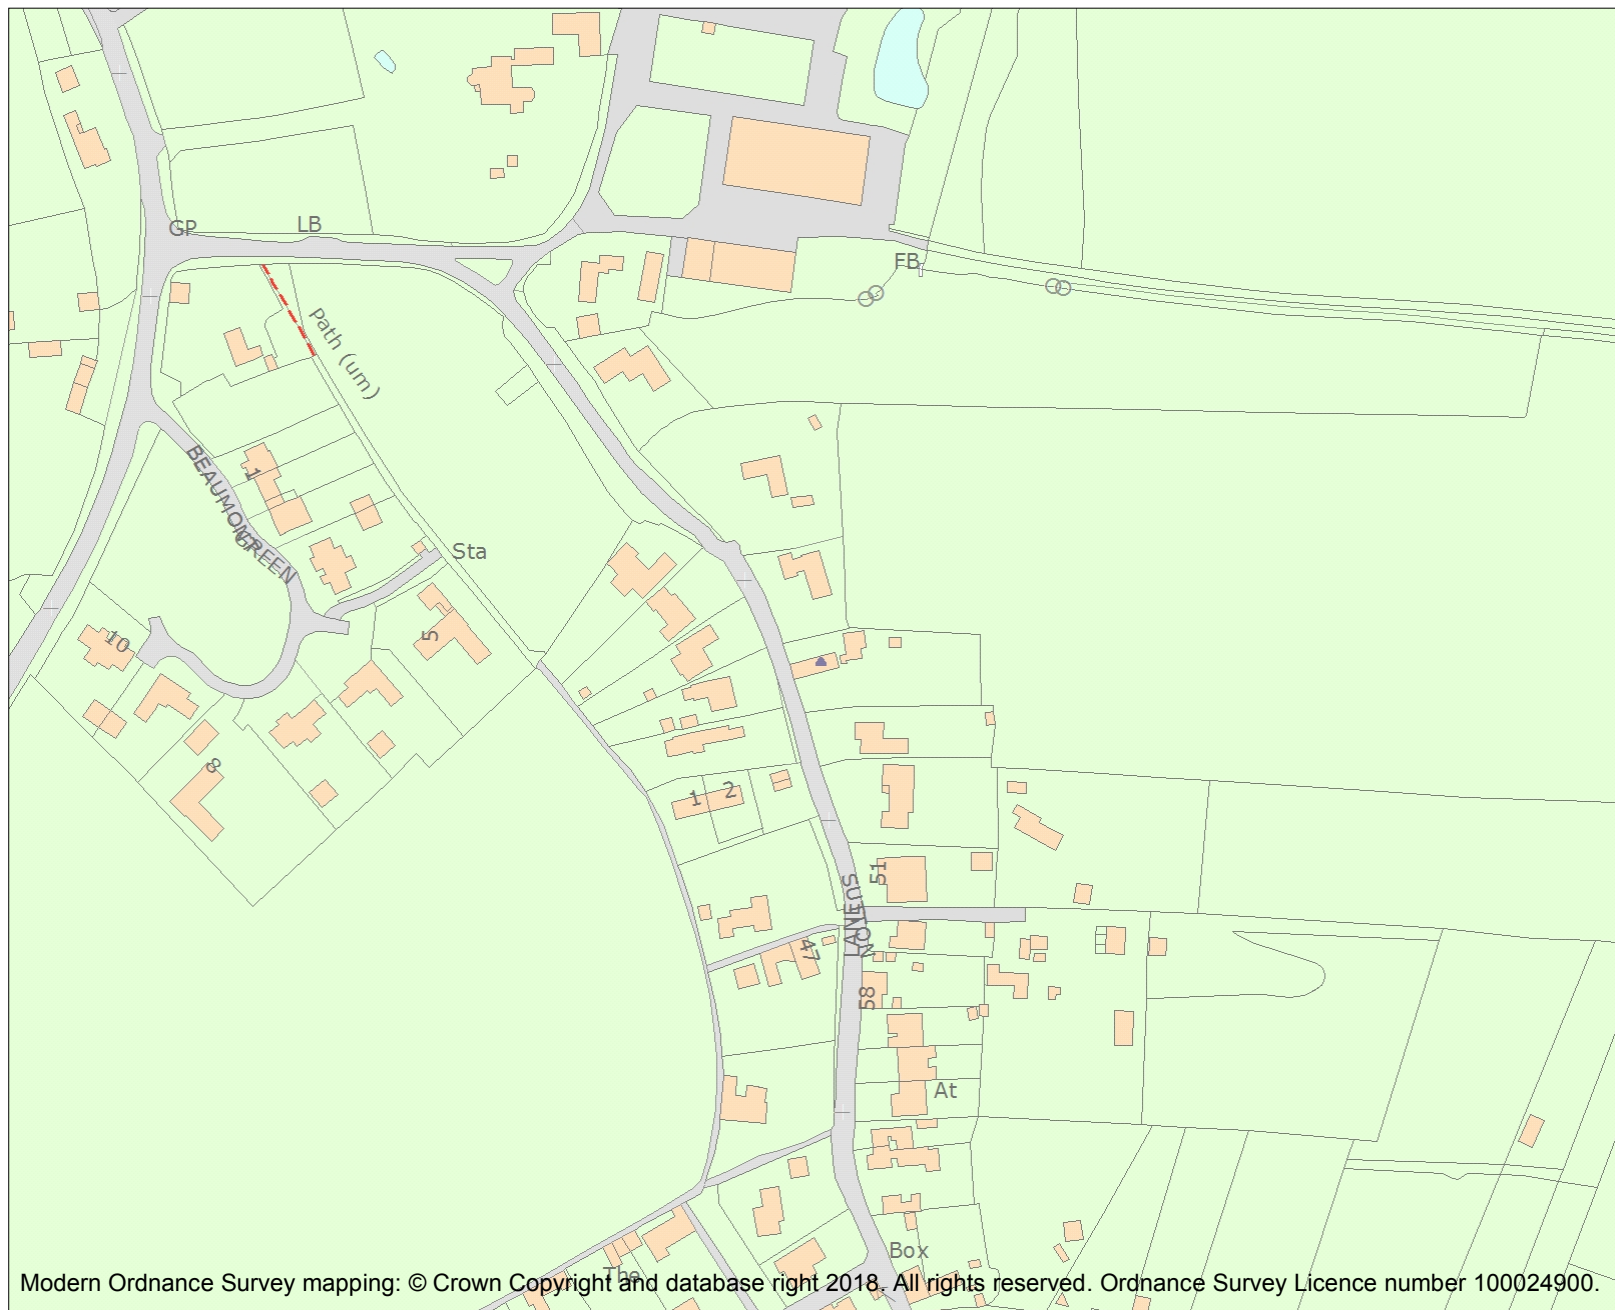 GP
LB
FB
Path (um)
BEAUMONT
GREEN
1
Sta
5
10
8
1
2
51
SUTTON
LANE
47
58
At
Box
The
Modern Ordnance Survey mapping: © Crown Copyright and database right 2018. All rights reserved. Ordnance Survey Licence number 100024900.